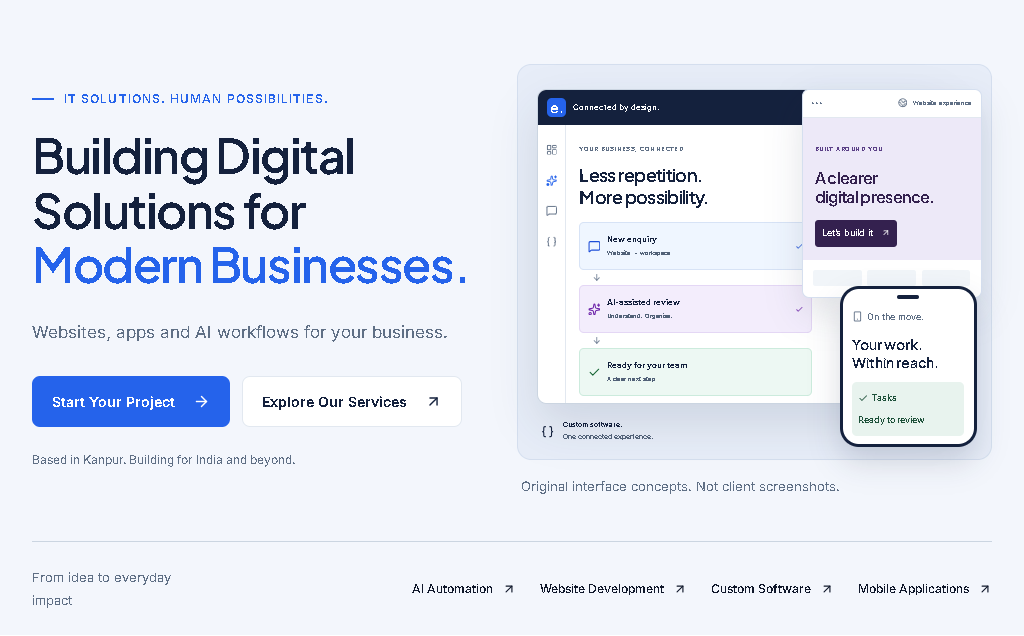 IT SOLUTIONS. HUMAN POSSIBILITIES.
Building Digital
Solutions for
Modern Businesses.
Websites, apps and AI workflows for your business.
Start Your Project
Explore Our Services
Based in Kanpur. Building for India and beyond.
e.
Connected by design.
YOUR BUSINESS, CONNECTED
Less repetition.
More possibility.
New enquiry
Website → workspace
AI-assisted review
Understand. Organise.
Ready for your team
A clear next step
{ } Custom software.
One connected experience.
Website experience
BUILT AROUND YOU
A clearer
digital presence.
Let's build it
On the move.
Your work.
Within reach.
Tasks
Ready to review
Original interface concepts. Not client screenshots.
From idea to everyday
impact
AI Automation
Website Development
Custom Software
Mobile Applications